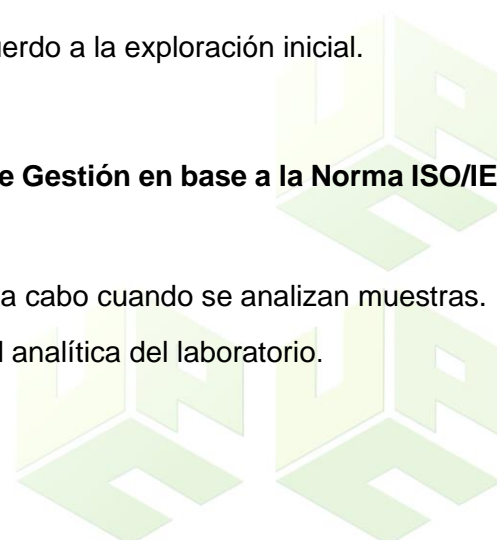 uerdo a la exploración inicial.
e Gestión en base a la Norma ISO/IE
a cabo cuando se analizan muestras.
l analítica del laboratorio.